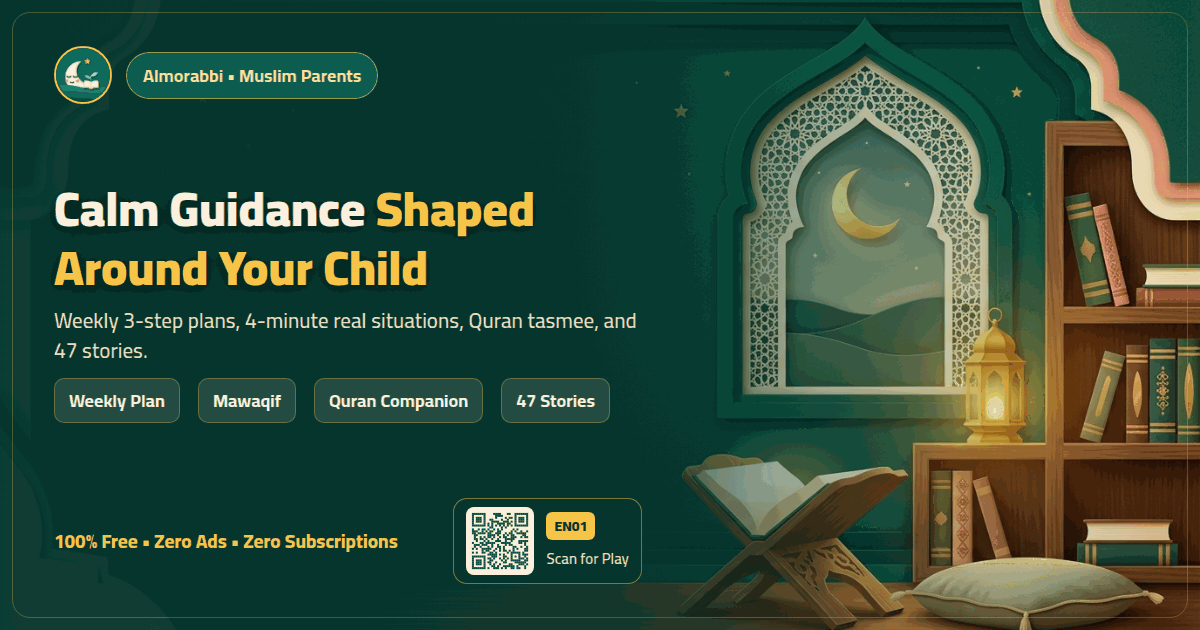 Almorabbi ▪ Muslim Parents
Calm Guidance Shaped
Around Your Child
Weekly 3-step plans, 4-minute real situations, Quran tasmee, and
47 stories.
Weekly Plan
Mawaqif
Quran Companion
47 Stories
100% Free ▪ Zero Ads ▪ Zero Subscriptions
EN01
Scan for Play